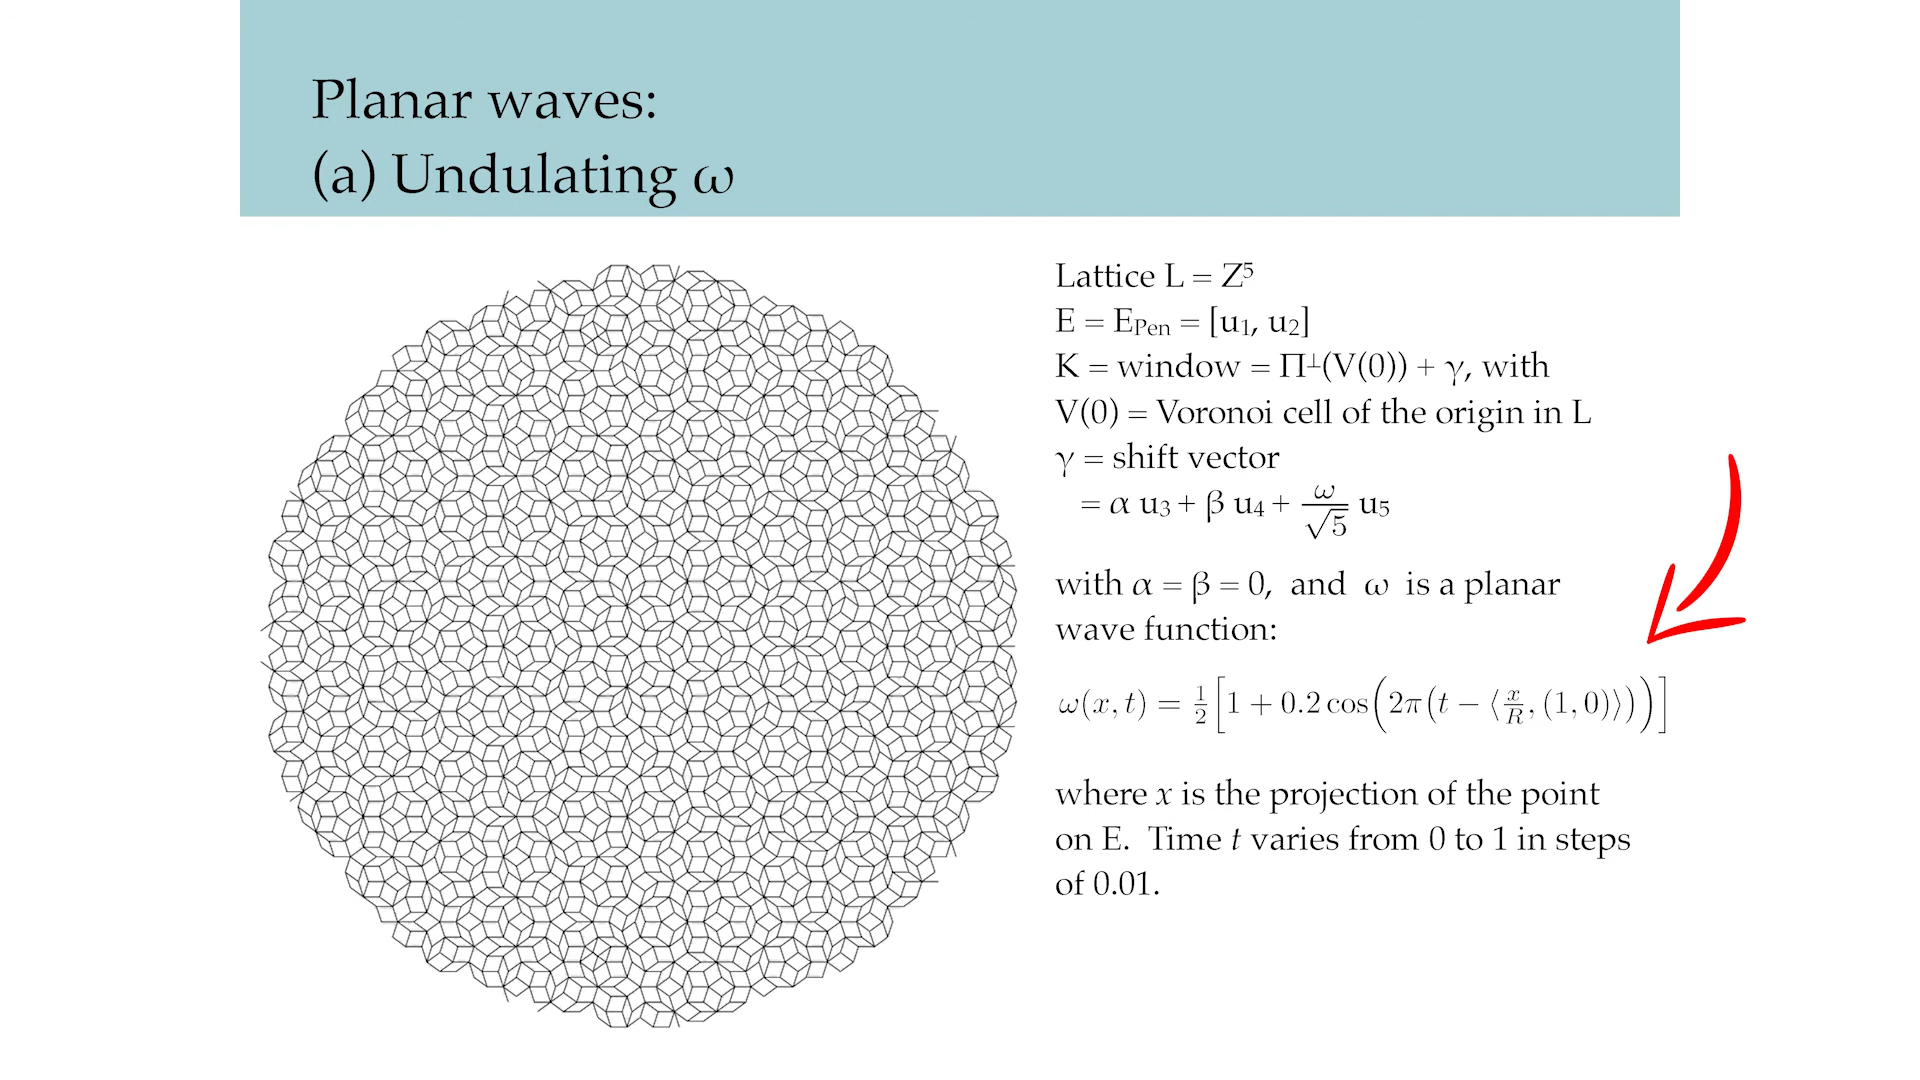 Planar waves:
(a) Undulating ω
Lattice L = Z⁵
E = E_Pen = [u₁, u₂]
K = window = Π^⊥(V(0)) + γ, with
V(0) = Voronoi cell of the origin in L
γ = shift vector
= α u₃ + β u₄ + ω/√5 u₅
with α = β = 0, and ω is a planar
wave function:
ω(x, t) = ½[1 + 0.2 cos(2π(t − ⟨x/R, (1, 0)⟩))]
where x is the projection of the point
on E. Time t varies from 0 to 1 in steps
of 0.01.